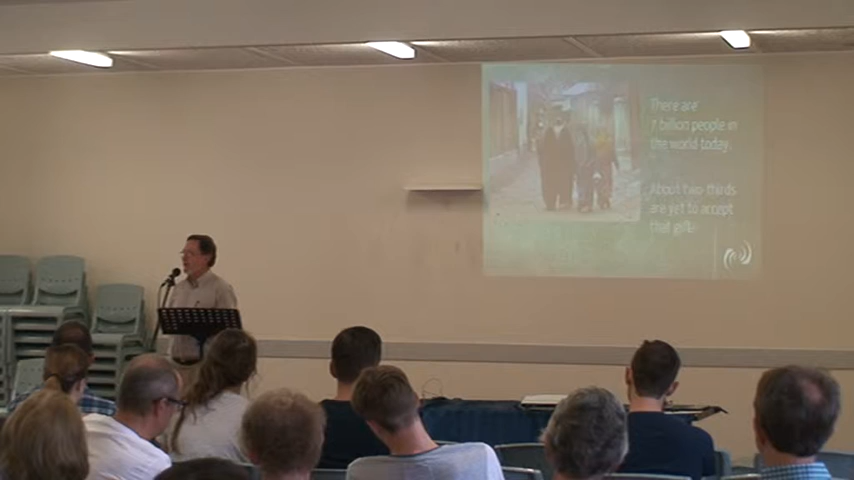 There are
7 billion people in
the world today.
About two-thirds
are yet to accept
that gift.